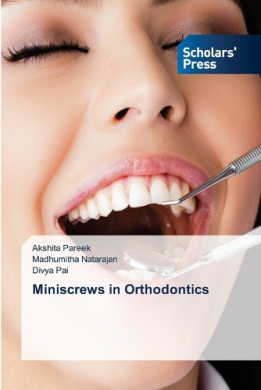 Scholars'
Press
Akshita Pareek
Madhumitha Natarajan
Divya Pai
Miniscrews in Orthodontics